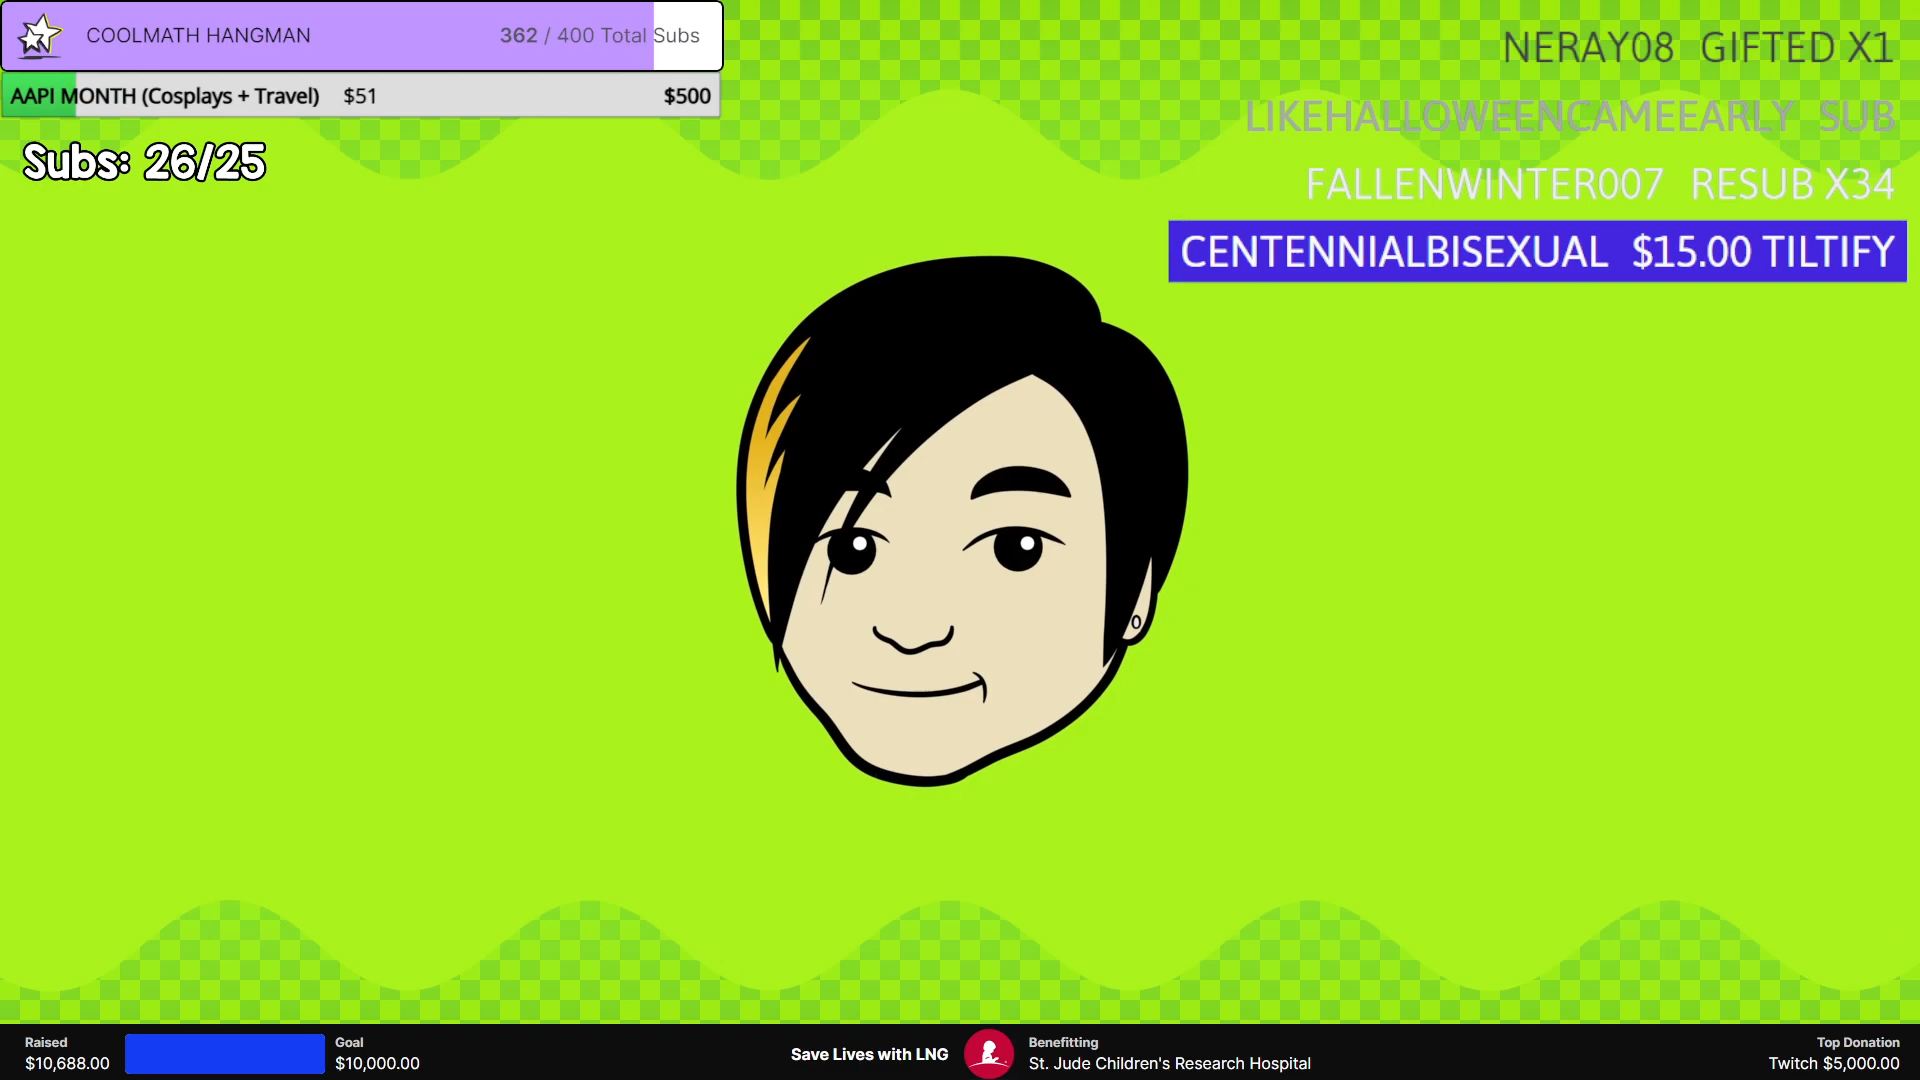 COOLMATH HANGMAN 362 / 400 Total Subs
AAPI MONTH (Cosplays + Travel) $51 $500
Subs: 26/25
NERAY08 GIFTED X1
LIKEHALLOWEENCAMEEARLY SUB
FALLENWINTER007 RESUB X34
CENTENNIALBISEXUAL $15.00 TILTIFY
Raised
$10,688.00
Goal
$10,000.00
Save Lives with LNG
Benefitting
St. Jude Children's Research Hospital
Top Donation
Twitch $5,000.00